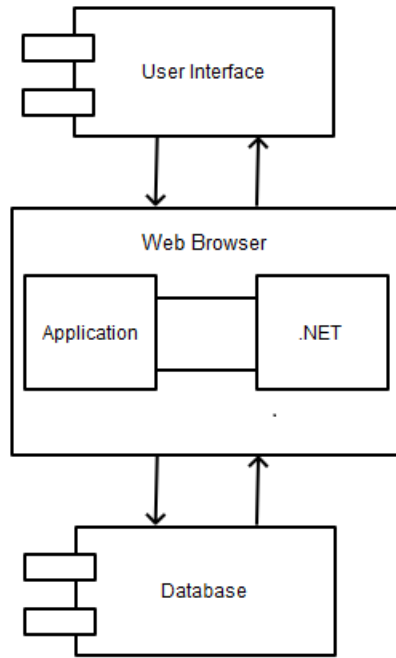 User Interface
Web Browser
Application
.NET
Database